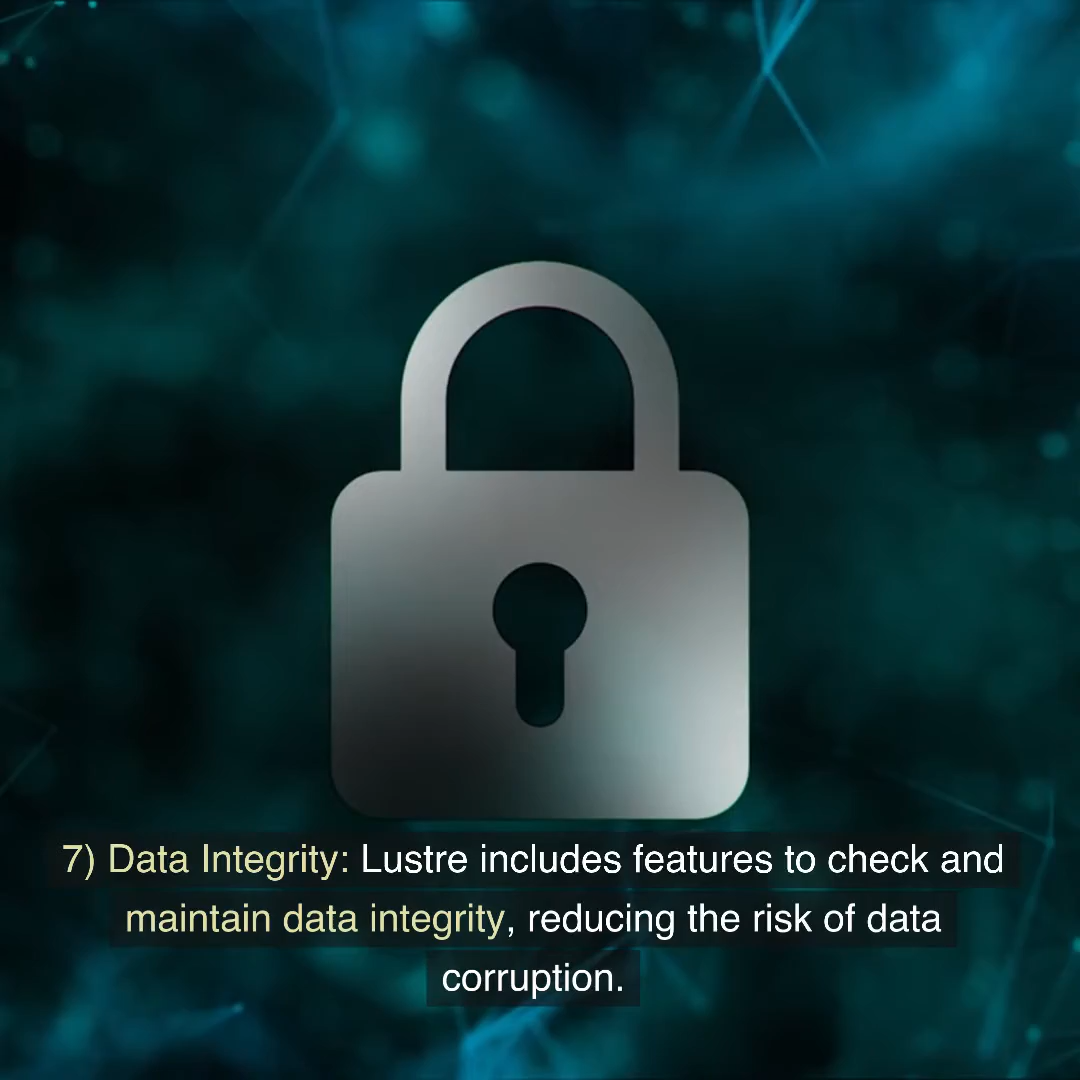 7) Data Integrity: Lustre includes features to check and
maintain data integrity, reducing the risk of data
corruption.